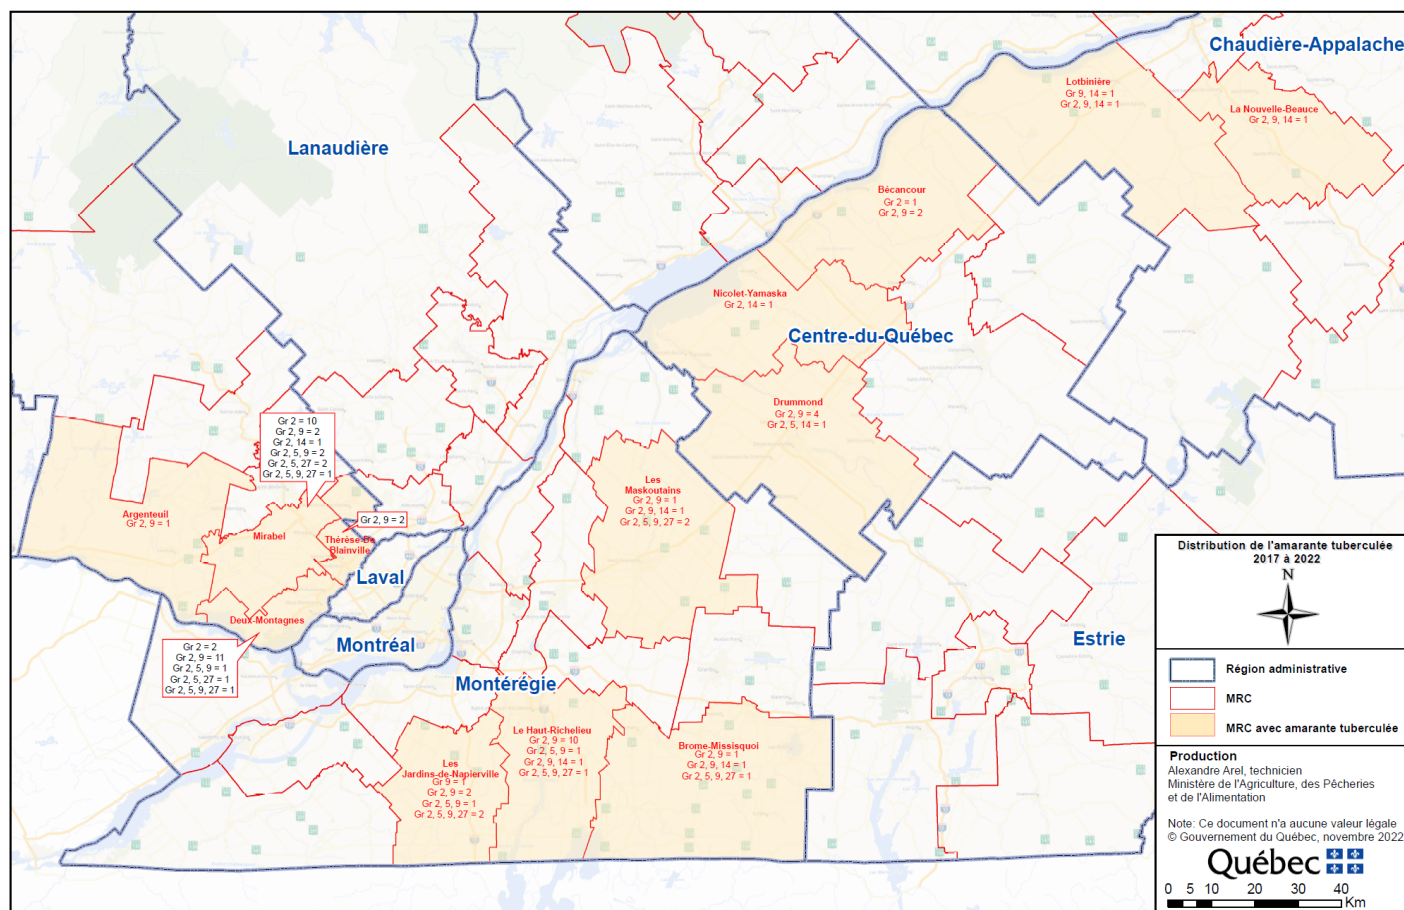 Chaudière-Appalache
Lotbinière
Gr 9, 14 = 1
Gr 2, 9, 14 = 1
La Nouvelle-Beauce
Gr 2, 9, 14 = 1
Lanaudière
Bécancour
Gr 2 = 1
Gr 2, 9 = 2
Nicolet-Yamaska
Gr 2, 14 = 1
Centre-du-Québec
Drummond
Gr 2, 9 = 4
Gr 2, 5, 14 = 1
Gr 2 = 10
Gr 2, 9 = 2
Gr 2, 14 = 1
Gr 2, 5, 9 = 2
Gr 2, 5, 27 = 2
Gr 2, 5, 9, 27 = 1
Les
Maskoutains
Gr 2, 9 = 1
Gr 2, 9, 14 = 1
Gr 2, 5, 9, 27 = 2
Argenteuil
Gr 2, 9 = 1
Gr 2, 9 = 2
Mirabel
Thérèse-De
Blainville
Laval
Deux-Montagnes
Montréal
Gr 2 = 2
Gr 2, 9 = 11
Gr 2, 5, 9 = 1
Gr 2, 5, 27 = 1
Gr 2, 5, 9, 27 = 1
Montérégie
Estrie
Le Haut-Richelieu
Gr 2, 9 = 10
Gr 2, 5, 9 = 1
Gr 2, 9, 14 = 1
Gr 2, 5, 9, 27 = 1
Brome-Missisquoi
Gr 2, 9 = 1
Gr 2, 9, 14 = 1
Gr 2, 5, 9, 27 = 1
Les
Jardins-de-Napierville
Gr 9 = 1
Gr 2, 9 = 2
Gr 2, 5, 9 = 1
Gr 2, 5, 9, 27 = 2
Distribution de l'amarante tuberculée
2017 à 2022
N
Région administrative
MRC
MRC avec amarante tuberculée
Production
Alexandre Arel, technicien
Ministère de l'Agriculture, des Pêcheries
et de l'Alimentation
Note: Ce document n'a aucune valeur légale
© Gouvernement du Québec, novembre 2022
Québec
0 5 10 20 30 40
Km